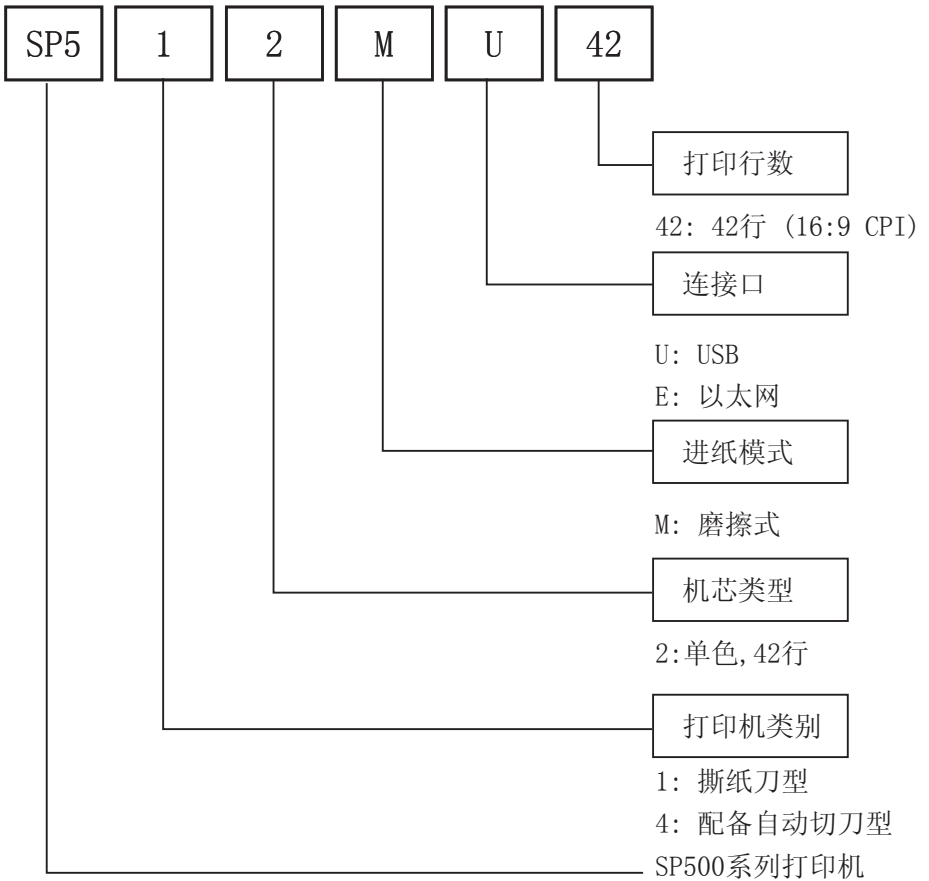 SP5 1 2 M U 42
打印行数
42: 42行 (16:9 CPI)
连接口
U: USB
E: 以太网
进纸模式
M: 磨擦式
机芯类型
2:单色,42行
打印机类别
1: 撕纸刀型
4: 配备自动切刀型
SP500系列打印机